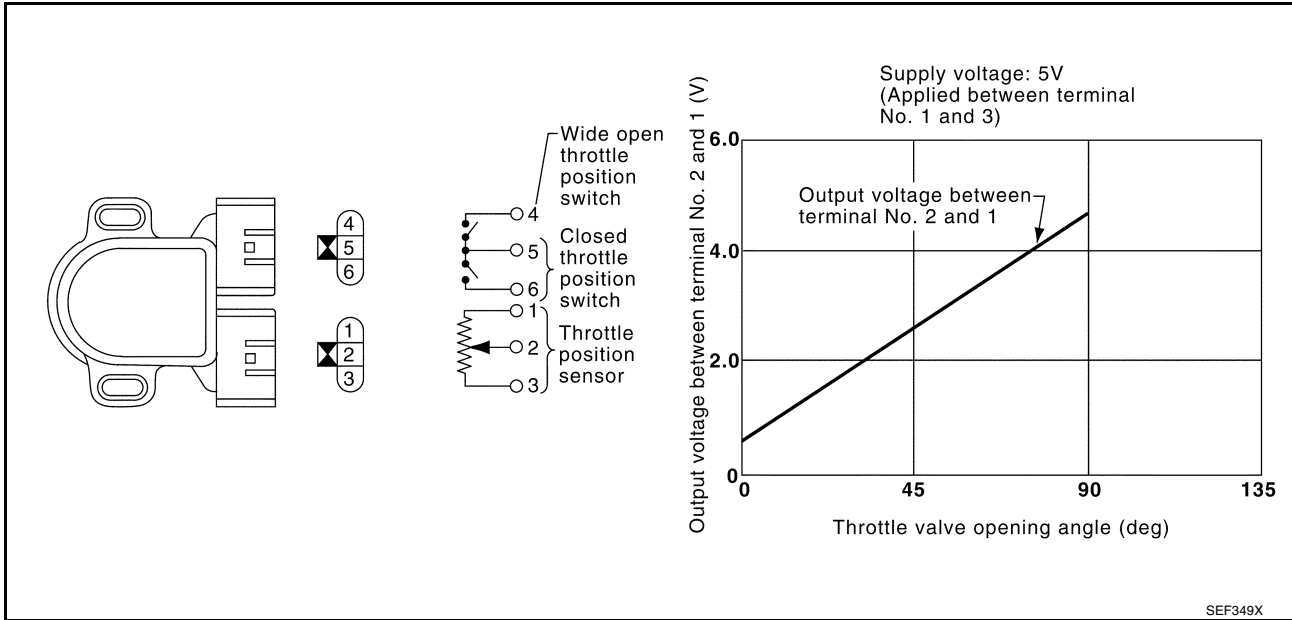 4
5
6
1
2
3
Wide open
throttle
position
switch
4
Closed
throttle
position
switch
5
6
1
Throttle
position
sensor
2
3
Supply voltage: 5V
(Applied between terminal
No. 1 and 3)
Output voltage between terminal No. 2 and 1 (V)
6.0
4.0
2.0
0
Output voltage between
terminal No. 2 and 1
0
45
90
135
Throttle valve opening angle (deg)
SEF349X